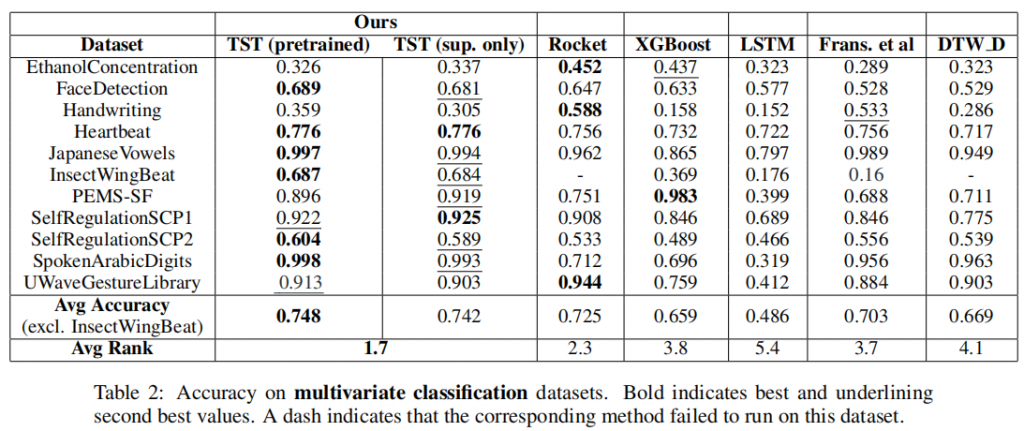 Ours
Dataset TST (pretrained) TST (sup. only) Rocket XGBoost LSTM Frans. et al DTW_D
EthanolConcentration 0.326 0.337 0.452 0.437 0.323 0.289 0.323
FaceDetection 0.689 0.681 0.647 0.633 0.577 0.528 0.529
Handwriting 0.359 0.305 0.588 0.158 0.152 0.533 0.286
Heartbeat 0.776 0.776 0.756 0.732 0.722 0.756 0.717
JapaneseVowels 0.997 0.994 0.962 0.865 0.797 0.989 0.949
InsectWingBeat 0.687 0.684 - 0.369 0.176 0.16 -
PEMS-SF 0.896 0.919 0.751 0.983 0.399 0.688 0.711
SelfRegulationSCP1 0.922 0.925 0.908 0.846 0.689 0.846 0.775
SelfRegulationSCP2 0.604 0.589 0.533 0.489 0.466 0.556 0.539
SpokenArabicDigits 0.998 0.993 0.712 0.696 0.319 0.956 0.963
UWaveGestureLibrary 0.913 0.903 0.944 0.759 0.412 0.884 0.903
Avg Accuracy
(excl. InsectWingBeat) 0.748 0.742 0.725 0.659 0.486 0.703 0.669
Avg Rank 1.7 2.3 3.8 5.4 3.7 4.1
Table 2: Accuracy on multivariate classification datasets. Bold indicates best and underlining
second best values. A dash indicates that the corresponding method failed to run on this dataset.